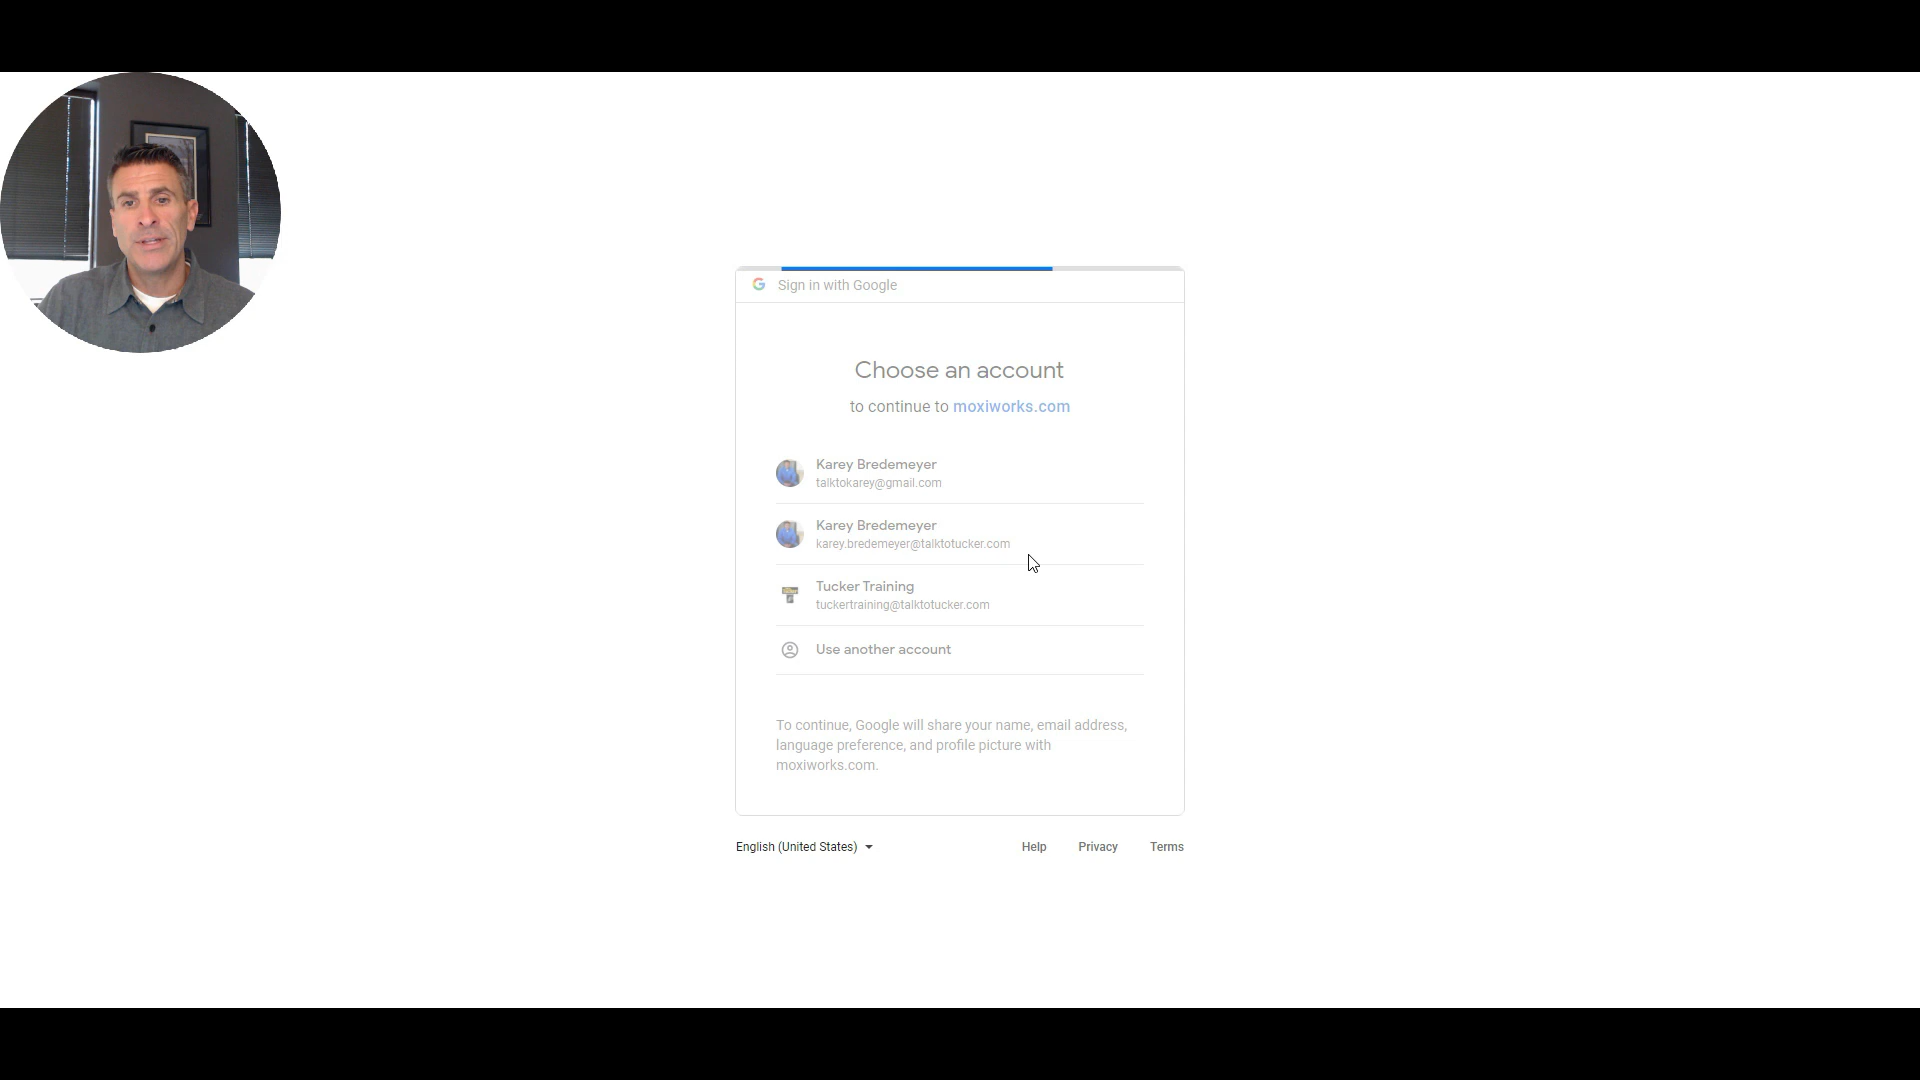 Sign in with Google
Choose an account
to continue to moxiworks.com
Karey Bredemeyer
talktokarey@gmail.com
Karey Bredemeyer
karey.bredemeyer@talktotucker.com
Tucker Training
tuckertraining@talktotucker.com
Use another account
To continue, Google will share your name, email address,
language preference, and profile picture with
moxiworks.com.
English (United States) Help Privacy Terms